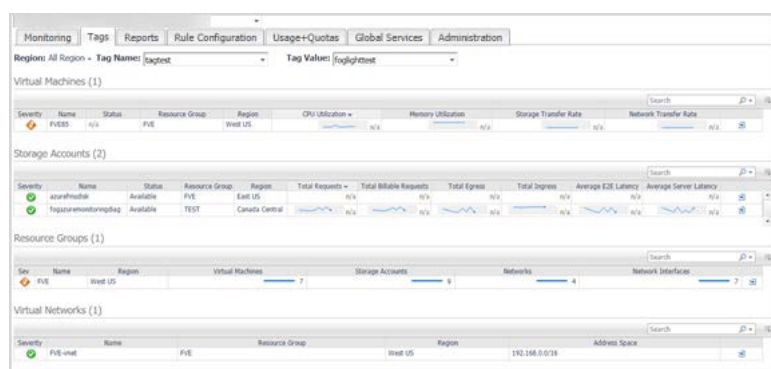 Monitoring Tags Reports Rule Configuration Usage+Quotas Global Services Administration
Region: All Region Tag Name: tagtest Tag Value: foglighttest
Virtual Machines (1)
Search
Severity Name Status Resource Group Region CPU Utilization Memory Utilization Storage Transfer Rate Network Transfer Rate
FVE85 n/a FVE West US n/a n/a n/a n/a
Storage Accounts (2)
Search
Severity Name Status Resource Group Region Total Requests Total Billable Requests Total Egress Total Ingress Average E2E Latency Average Server Latency
Available FVE East US n/a n/a n/a n/a n/a n/a
fogazuremonitoringdiag Available TEST Canada Central n/a n/a n/a n/a n/a n/a
Resource Groups (1)
Search
Sev Name Region Virtual Machines Storage Accounts Networks Network Interfaces
FVE West US 7 9 4 7
Virtual Networks (1)
Search
Severity Name Resource Group Region Address Space
FVE-vnet FVE West US 192.168.0.0/16